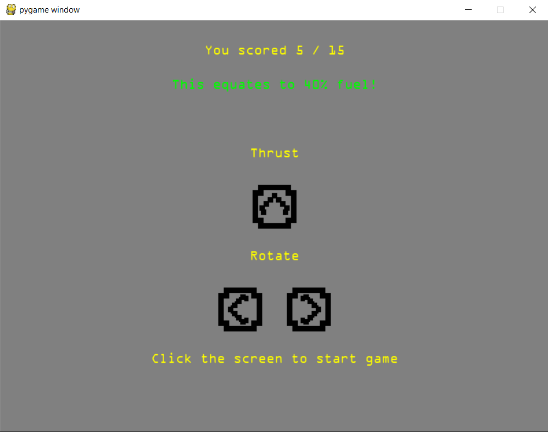 pygame window
You scored 5 / 15
This equates to 40% fuel!
Thrust
Rotate
Click the screen to start game